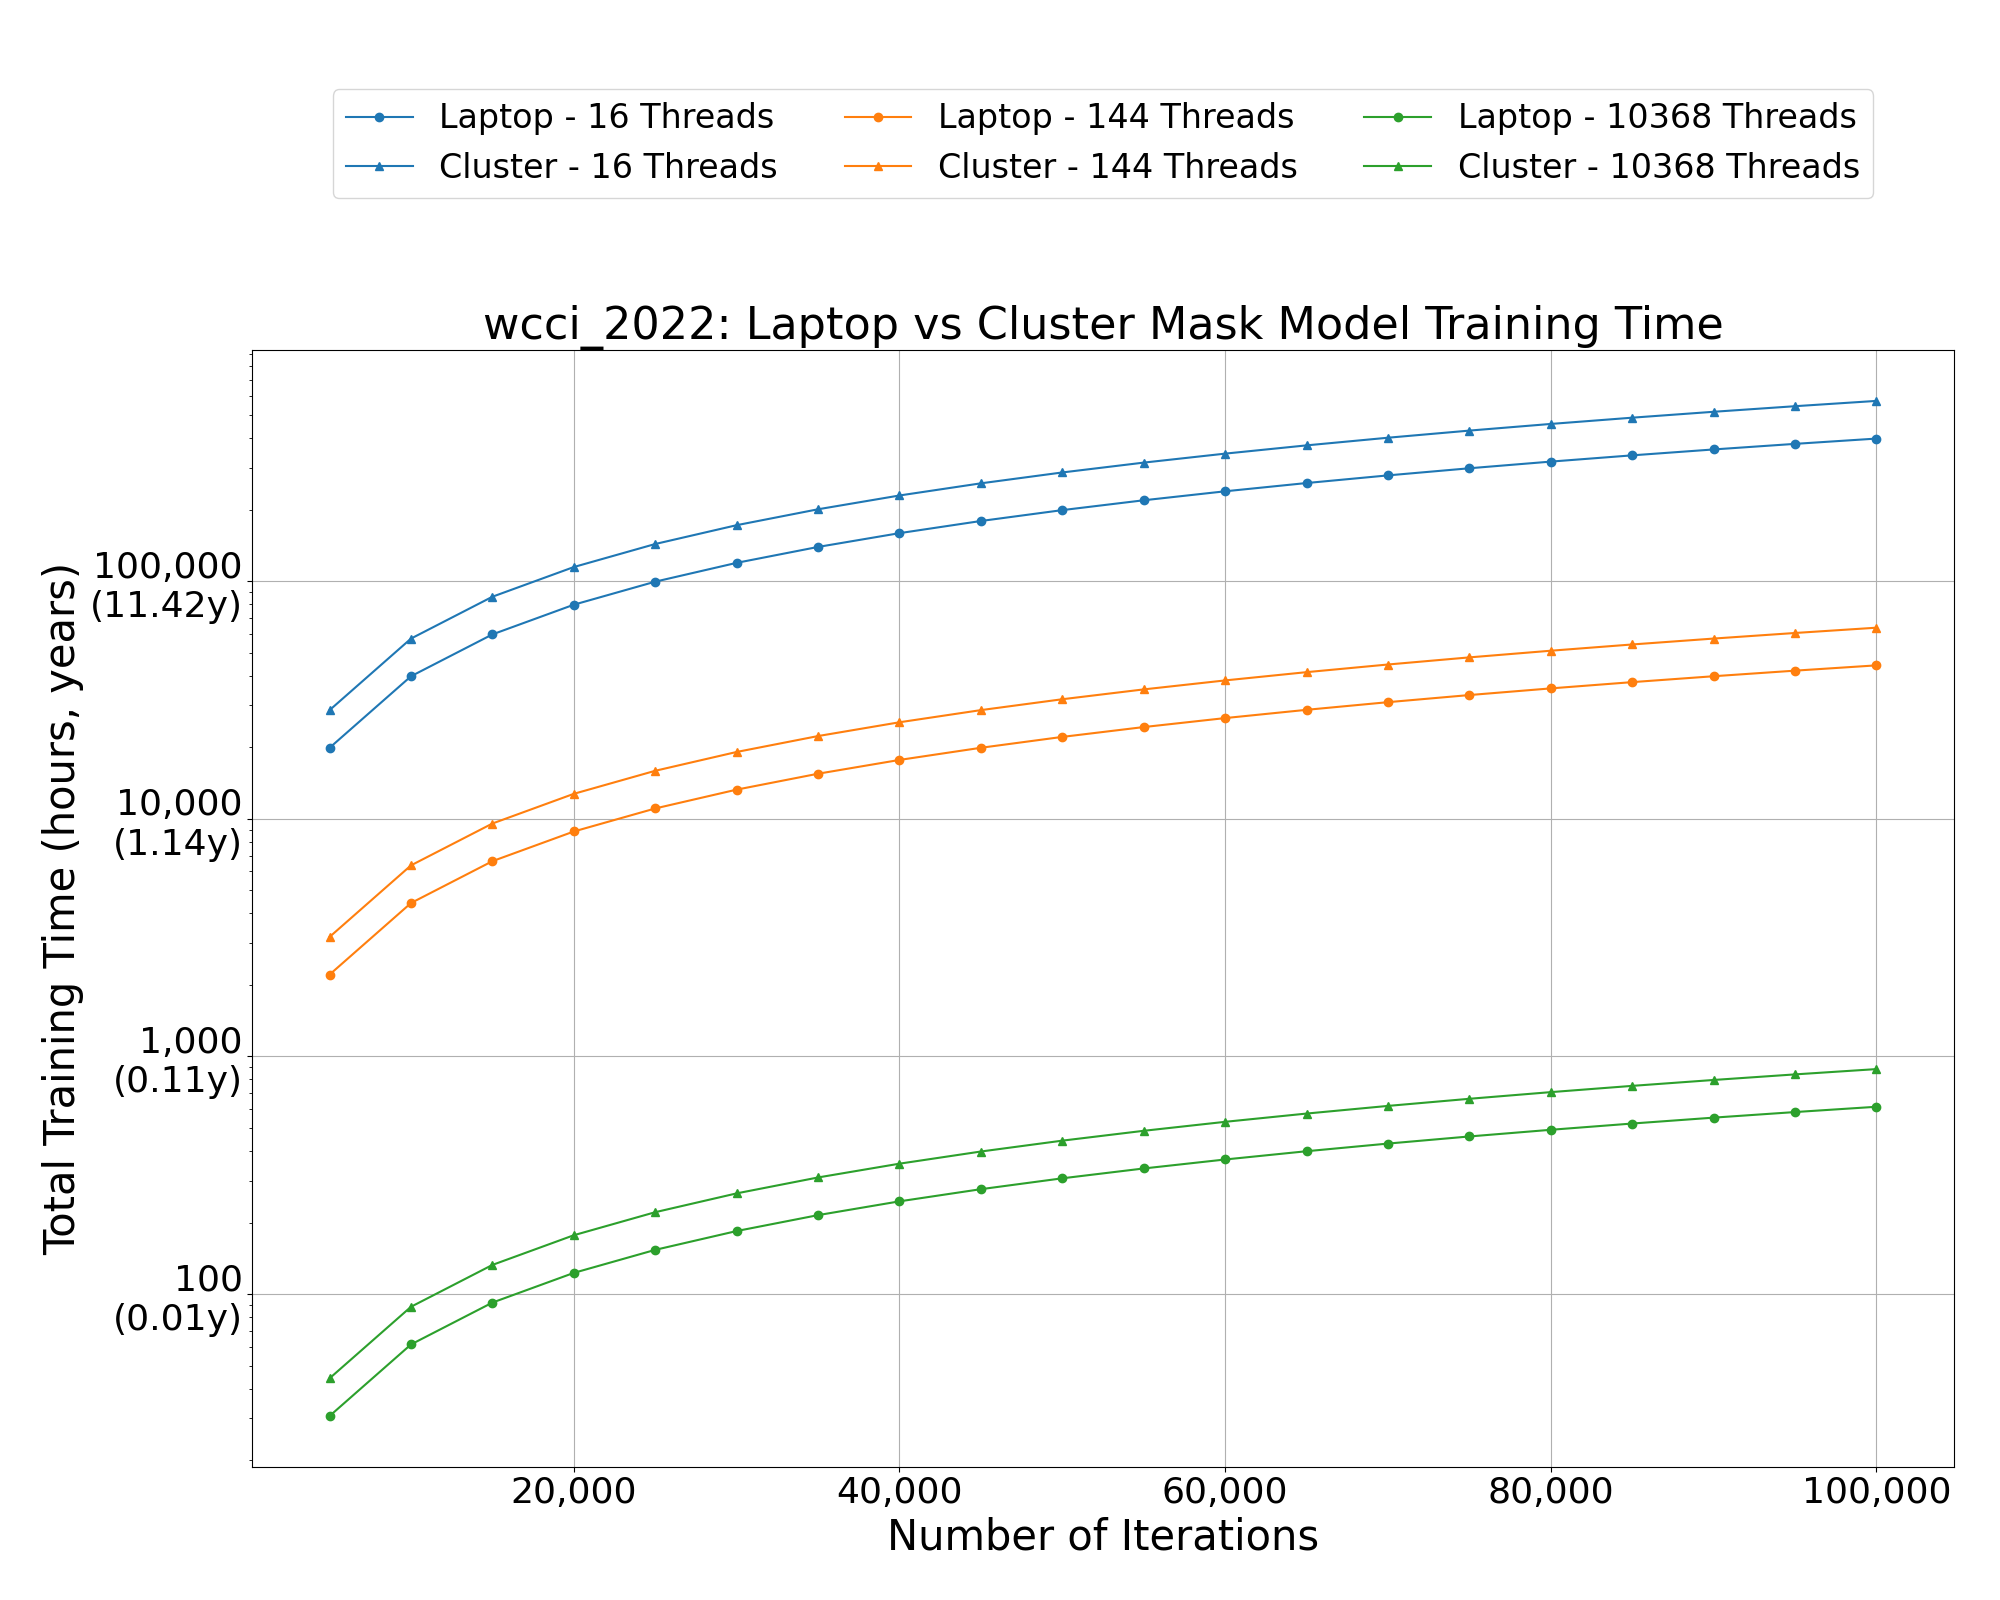 Laptop - 16 Threads
Cluster - 16 Threads
Laptop - 144 Threads
Cluster - 144 Threads
Laptop - 10368 Threads
Cluster - 10368 Threads
wcci_2022: Laptop vs Cluster Mask Model Training Time
Total Training Time (hours, years)
100,000
(11.42y)
10,000
(1.14y)
1,000
(0.11y)
100
(0.01y)
20,000
40,000
60,000
80,000
100,000
Number of Iterations